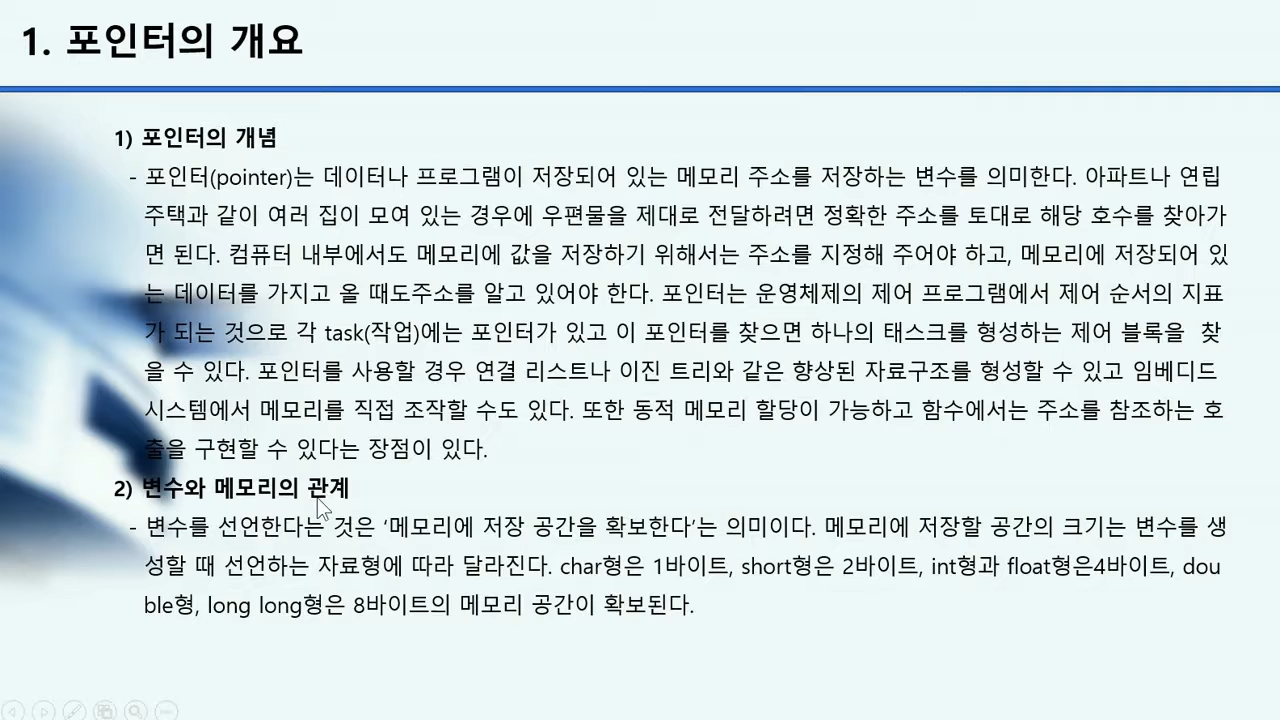 1. 포인터의 개요
1) 포인터의 개념
- 포인터(pointer)는 데이터나 프로그램이 저장되어 있는 메모리 주소를 저장하는 변수를 의미한다. 아파트나 연립
주택과 같이 여러 집이 모여 있는 경우에 우편물을 제대로 전달하려면 정확한 주소를 토대로 해당 호수를 찾아가
면 된다. 컴퓨터 내부에서도 메모리에 값을 저장하기 위해서는 주소를 지정해 주어야 하고, 메모리에 저장되어 있
는 데이터를 가지고 올 때도주소를 알고 있어야 한다. 포인터는 운영체제의 제어 프로그램에서 제어 순서의 지표
가 되는 것으로 각 task(작업)에는 포인터가 있고 이 포인터를 찾으면 하나의 태스크를 형성하는 제어 블록을 찾
을 수 있다. 포인터를 사용할 경우 연결 리스트나 이진 트리와 같은 향상된 자료구조를 형성할 수 있고 임베디드
시스템에서 메모리를 직접 조작할 수도 있다. 또한 동적 메모리 할당이 가능하고 함수에서는 주소를 참조하는 호
출을 구현할 수 있다는 장점이 있다.
2) 변수와 메모리의 관계
- 변수를 선언한다는 것은 ‘메모리에 저장 공간을 확보한다’는 의미이다. 메모리에 저장할 공간의 크기는 변수를 생
성할 때 선언하는 자료형에 따라 달라진다. char형은 1바이트, short형은 2바이트, int형과 float형은4바이트, dou
ble형, long long형은 8바이트의 메모리 공간이 확보된다.